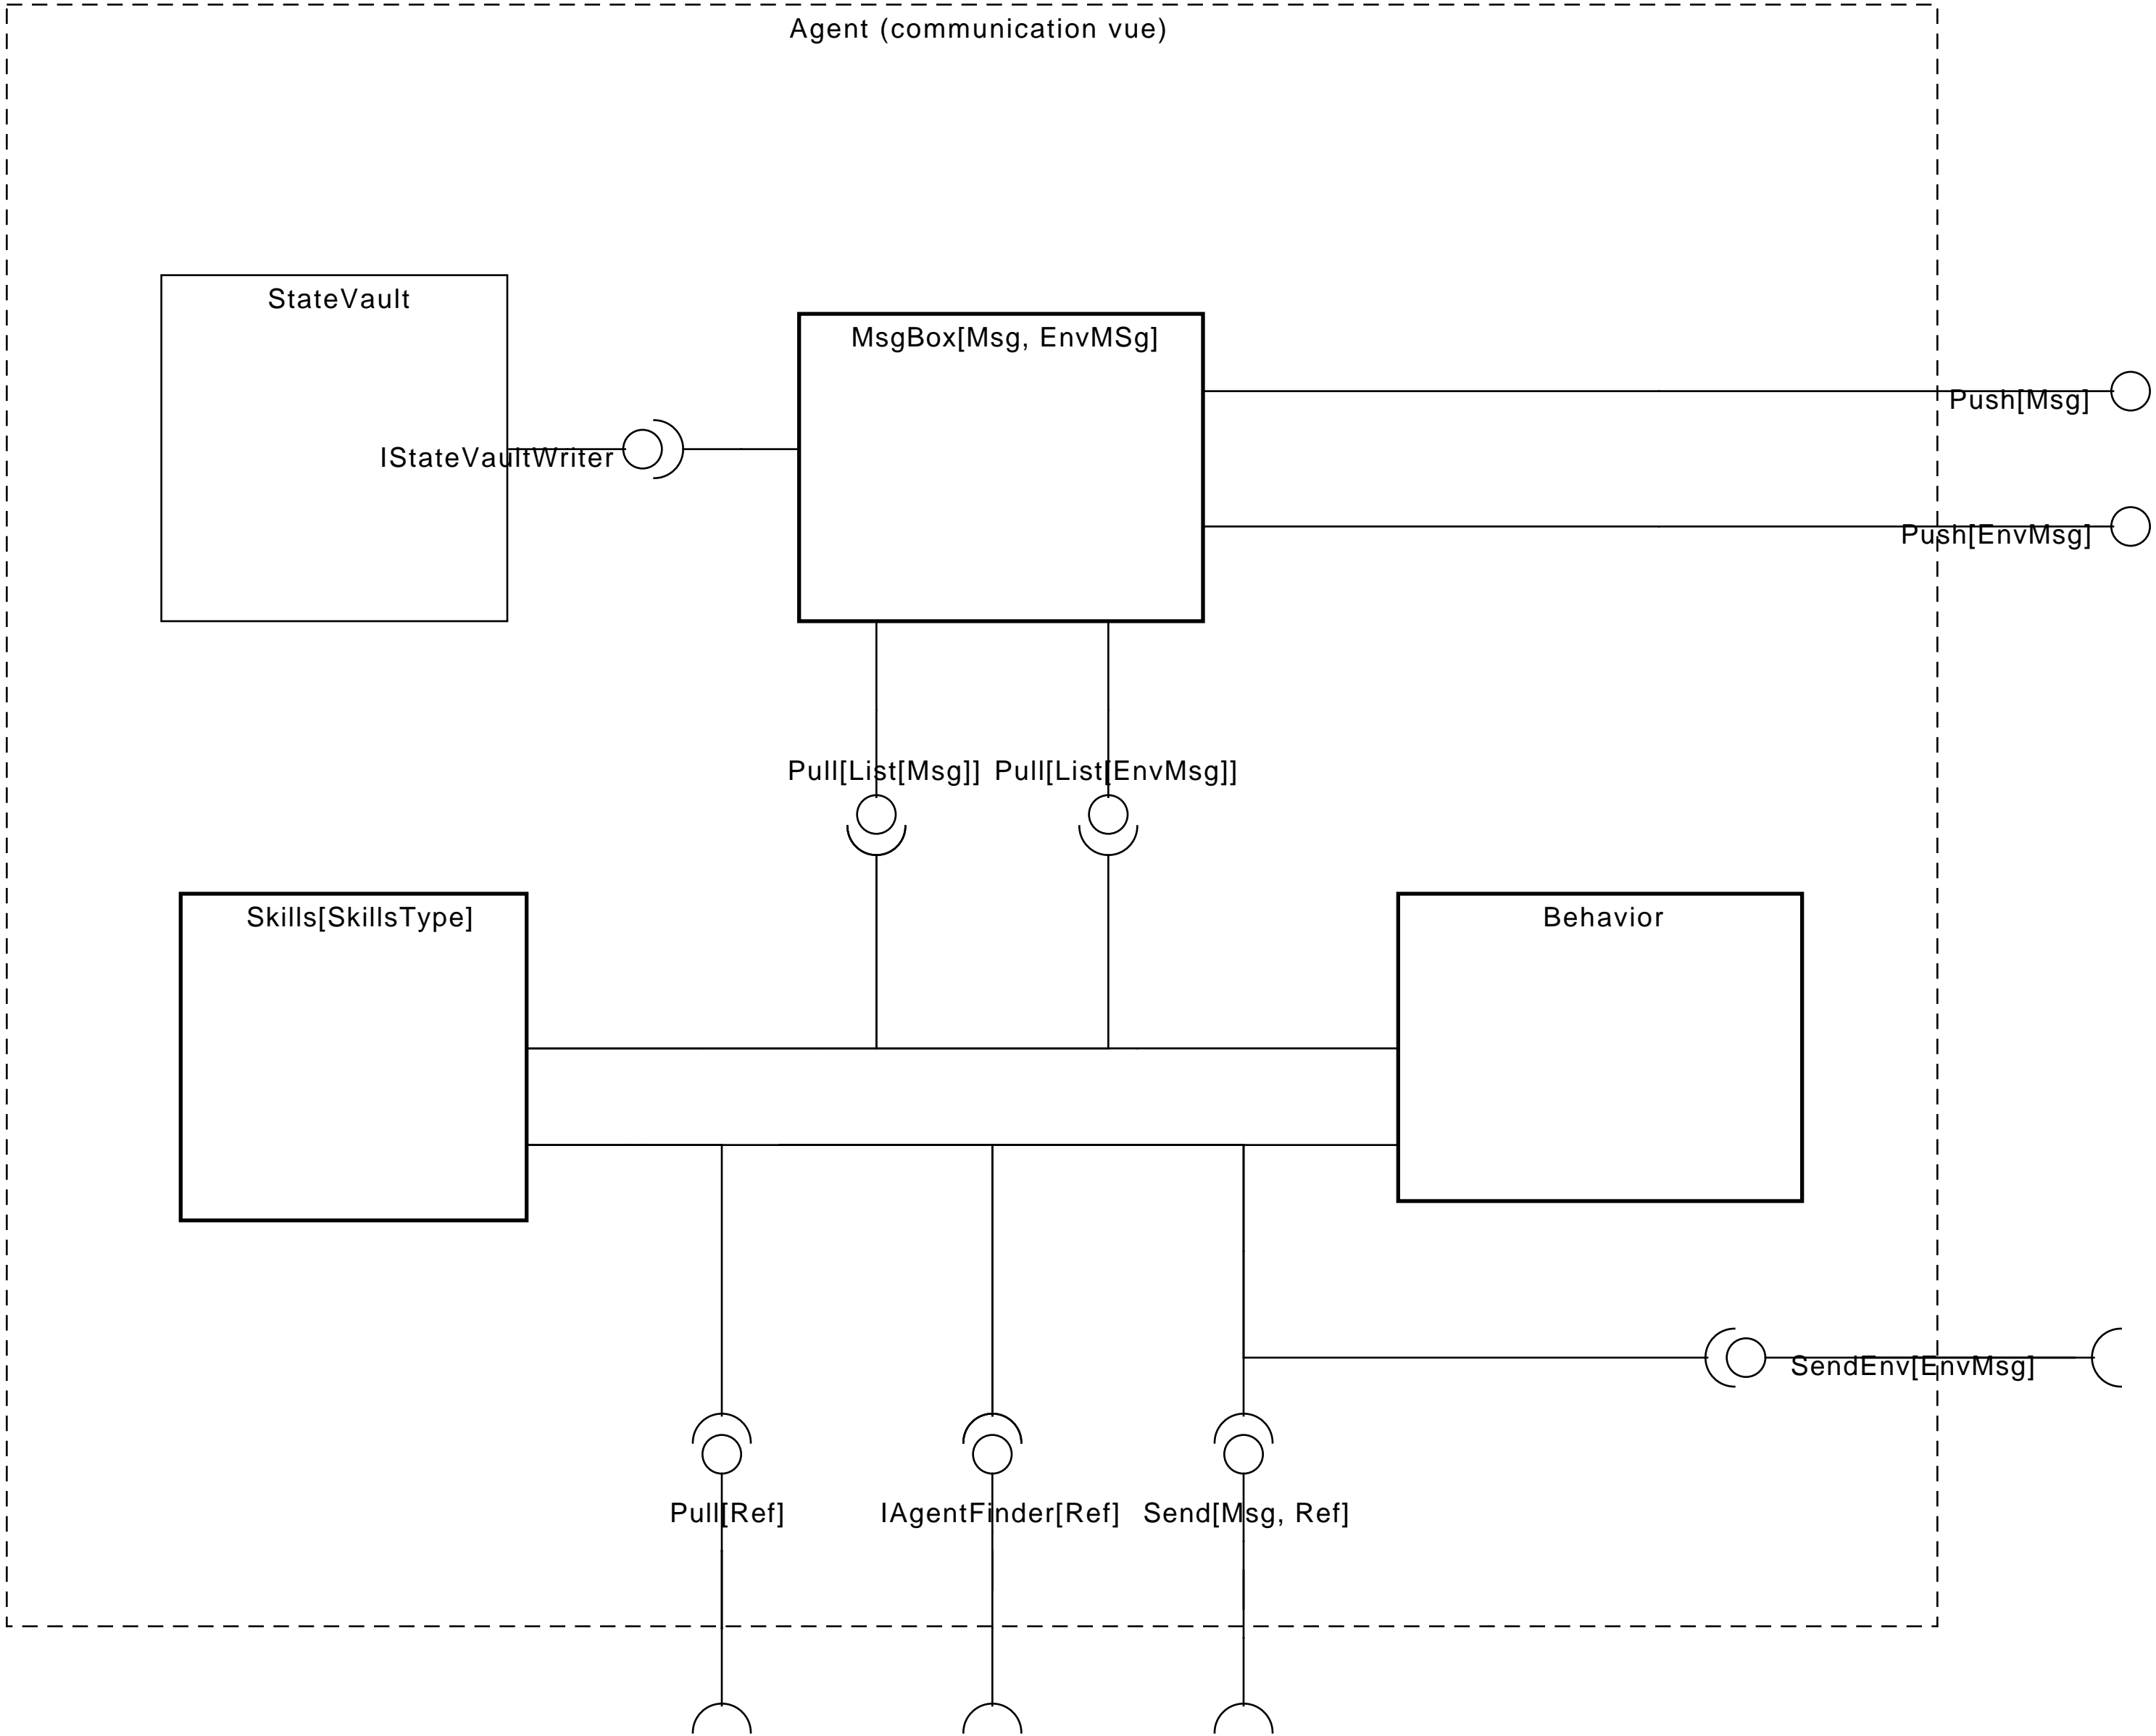 Agent (communication vue)
StateVault
MsgBox[Msg, EnvMSg]
Push[Msg]
IStateVaultWriter
Push[EnvMsg]
Pull[List[Msg]]
Pull[List[EnvMsg]]
Skills[SkillsType]
Behavior
SendEnv[EnvMsg]
Pull[Ref]
IAgentFinder[Ref]
Send[Msg, Ref]